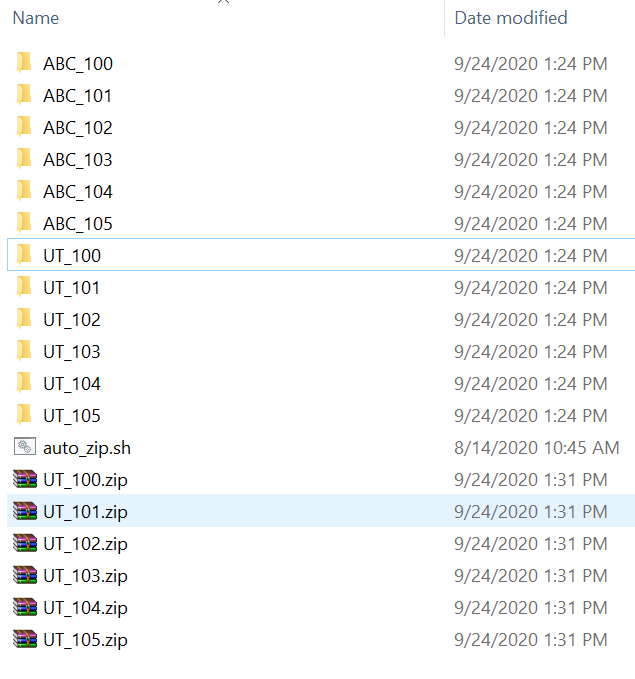 Name Date modified
ABC_100 9/24/2020 1:24 PM
ABC_101 9/24/2020 1:24 PM
ABC_102 9/24/2020 1:24 PM
ABC_103 9/24/2020 1:24 PM
ABC_104 9/24/2020 1:24 PM
ABC_105 9/24/2020 1:24 PM
UT_100 9/24/2020 1:24 PM
UT_101 9/24/2020 1:24 PM
UT_102 9/24/2020 1:24 PM
UT_103 9/24/2020 1:24 PM
UT_104 9/24/2020 1:24 PM
UT_105 9/24/2020 1:24 PM
auto_zip.sh 8/14/2020 10:45 AM
UT_100.zip 9/24/2020 1:31 PM
UT_101.zip 9/24/2020 1:31 PM
UT_102.zip 9/24/2020 1:31 PM
UT_103.zip 9/24/2020 1:31 PM
UT_104.zip 9/24/2020 1:31 PM
UT_105.zip 9/24/2020 1:31 PM